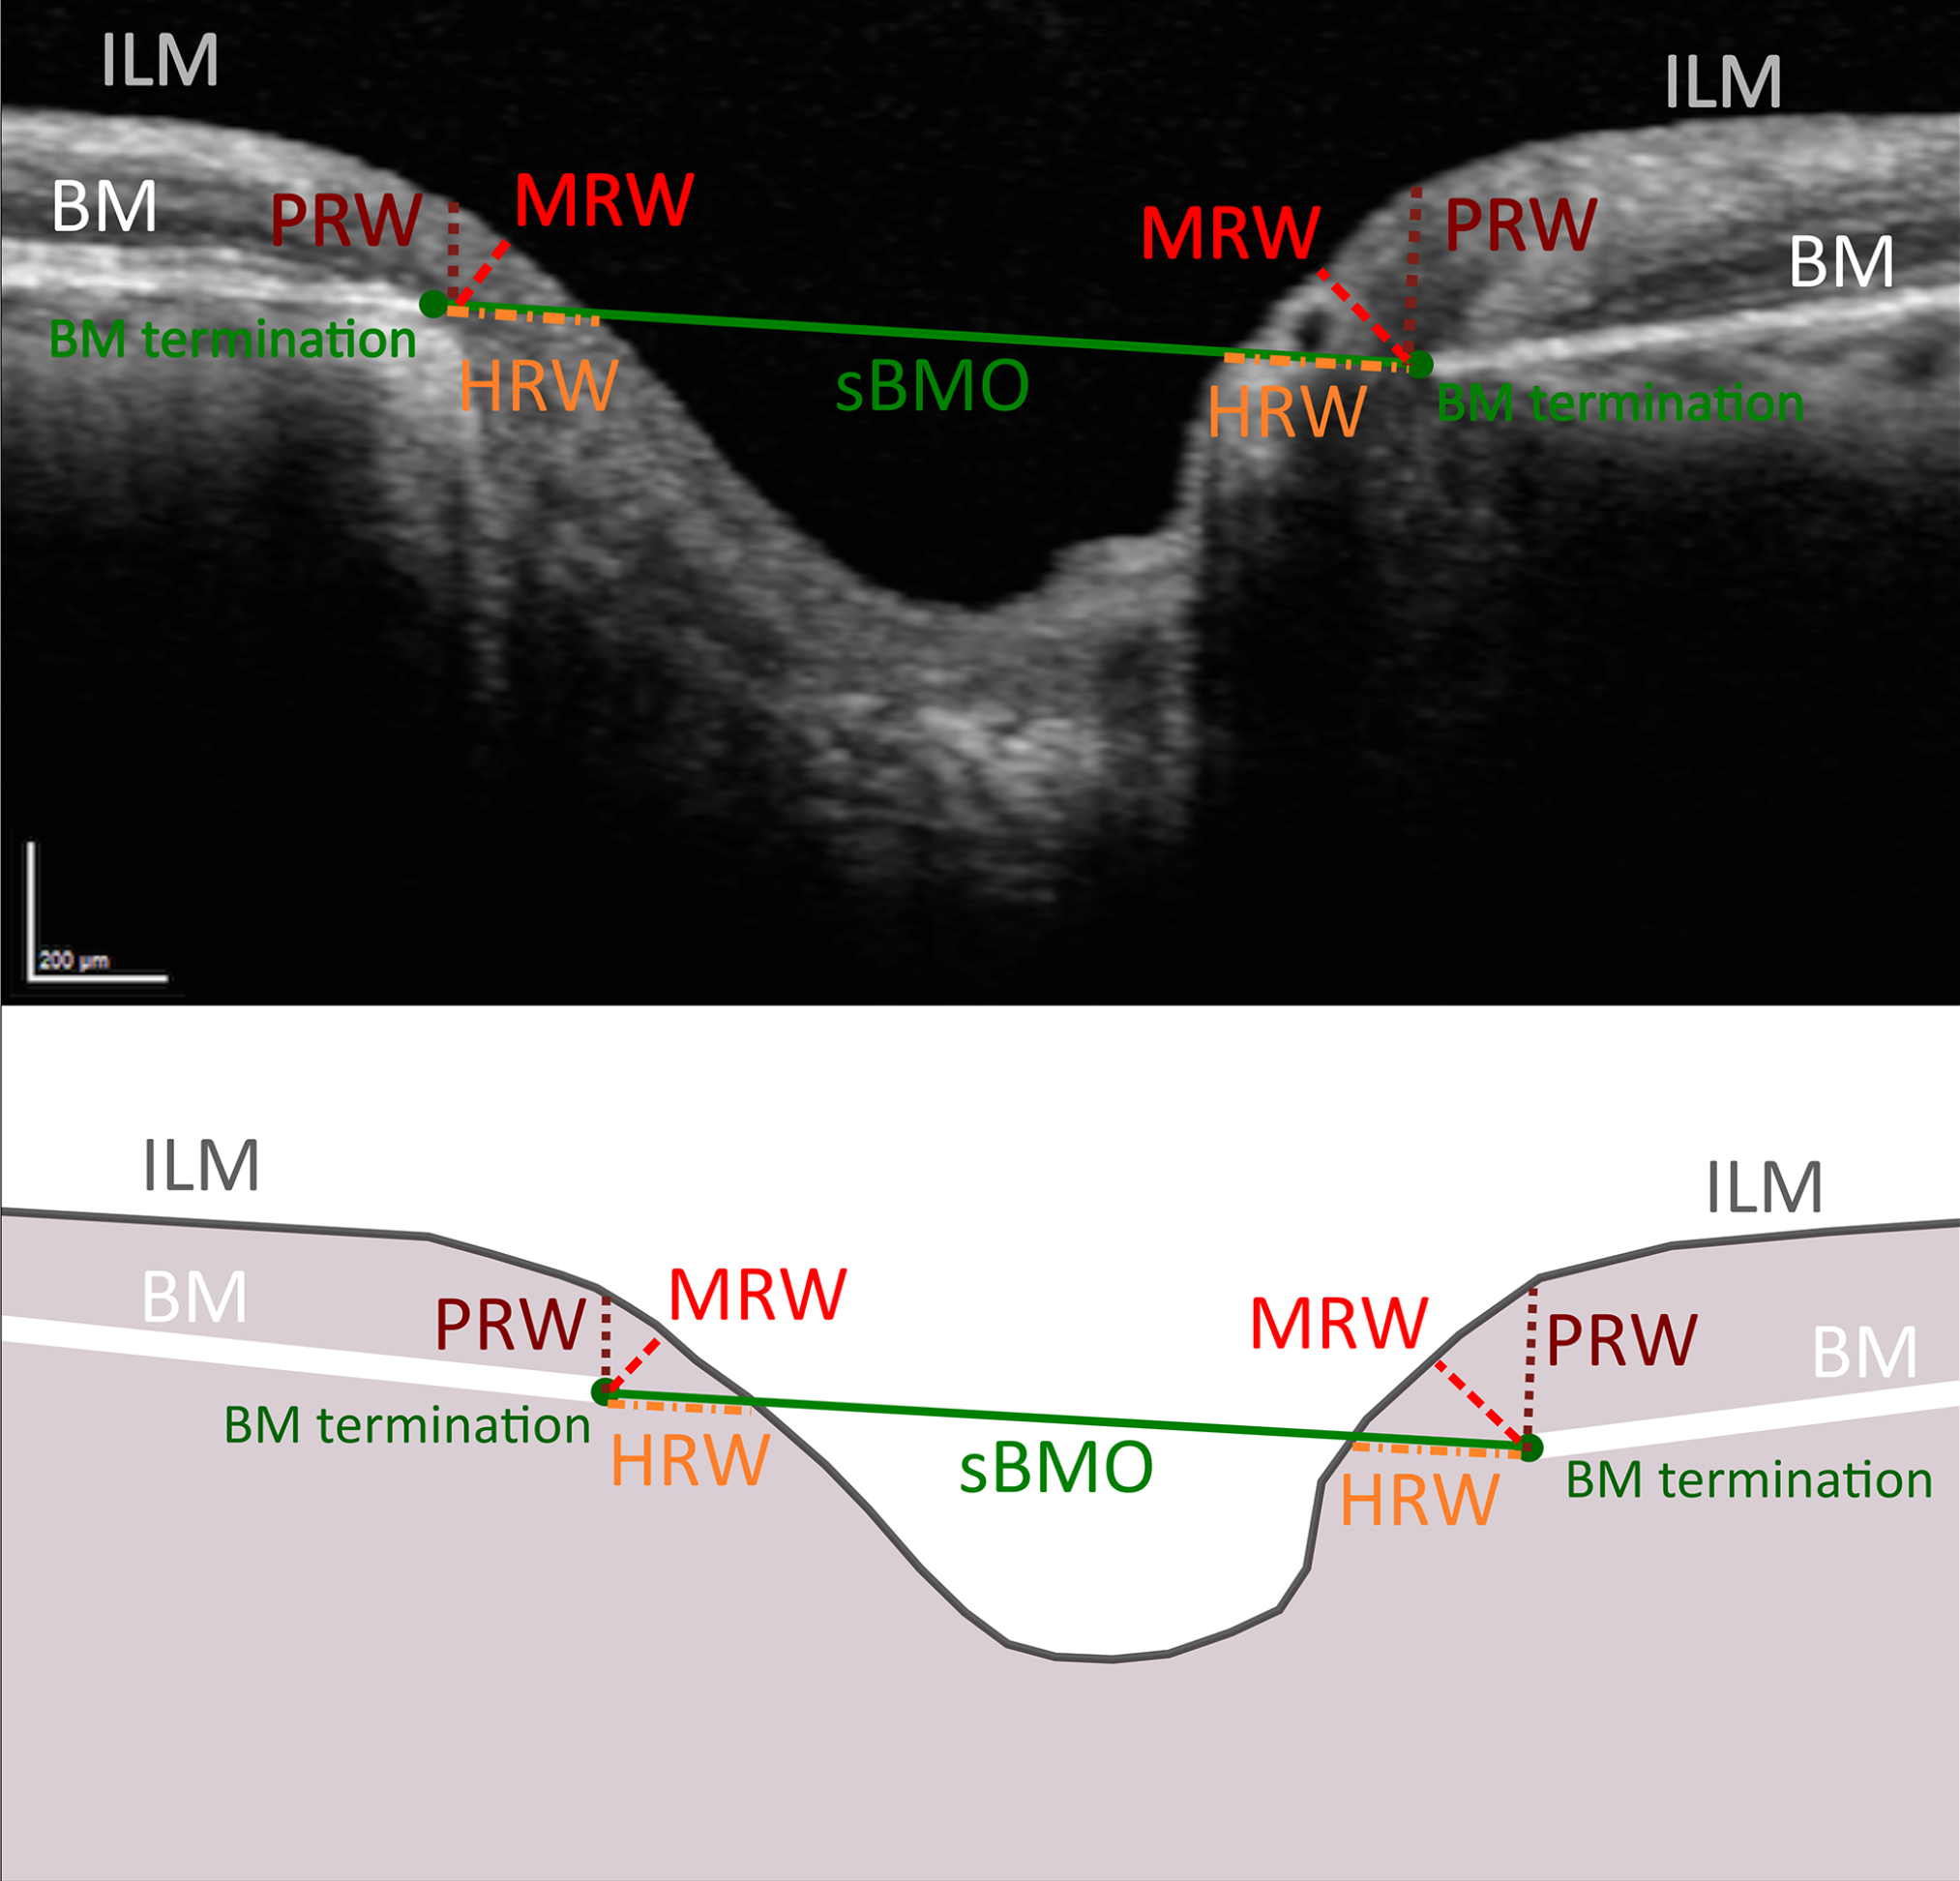 ILM
ILM
BM
PRW
MRW
MRW
PRW
BM
BM termination
HRW
sBMO
HRW
BM termination
200 µm
ILM
ILM
BM
PRW
MRW
MRW
PRW
BM
BM termination
HRW
sBMO
HRW
BM termination